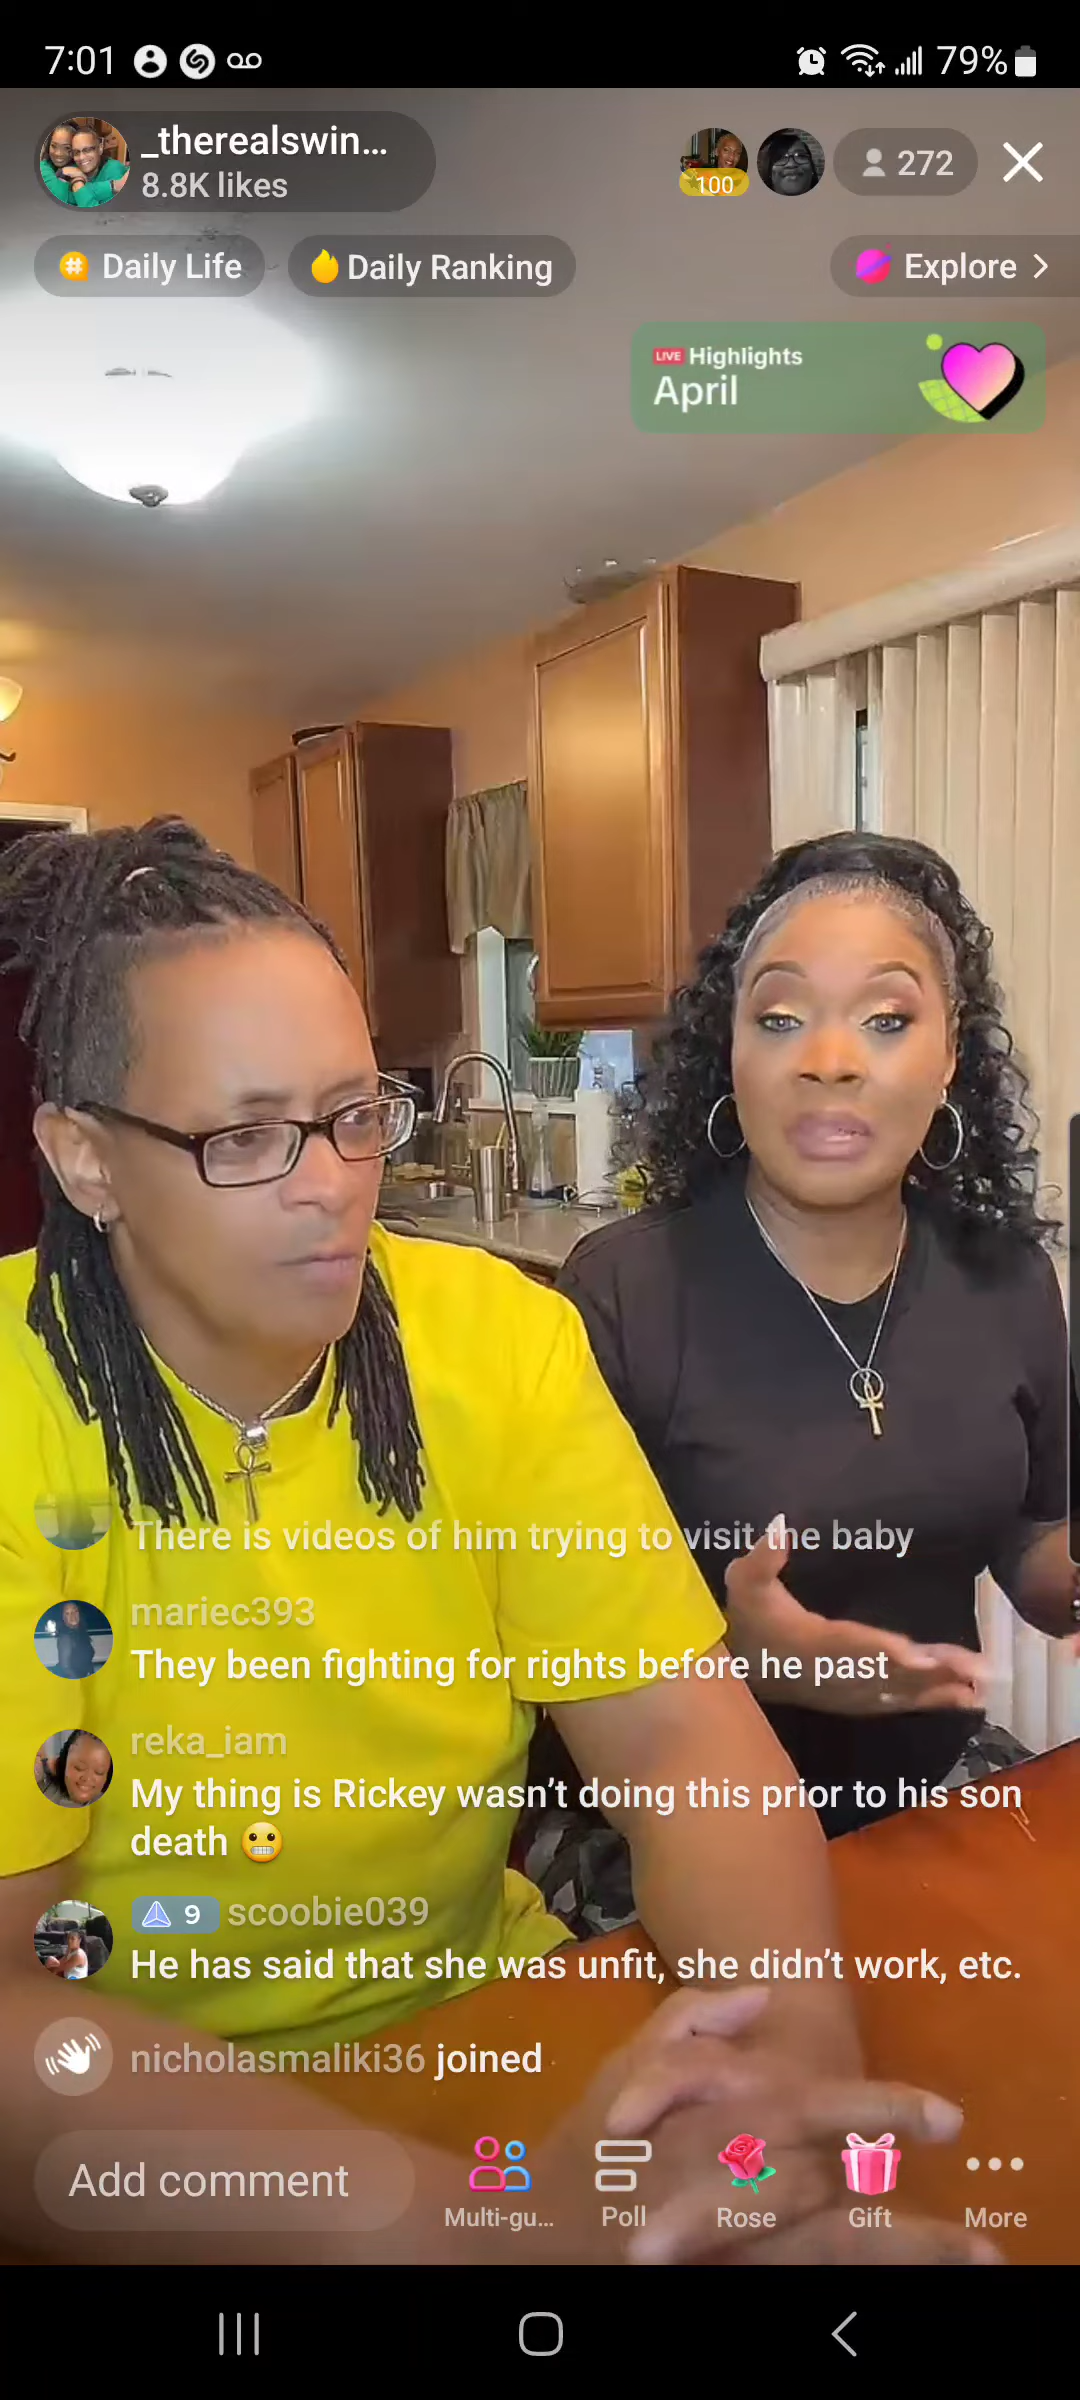 7:01
79%
_therealswin...
8.8K likes
100
272
Daily Life
Daily Ranking
Explore
LIVE Highlights
April
There is videos of him trying to visit the baby
mariec393
They been fighting for rights before he past
reka_iam
My thing is Rickey wasn't doing this prior to his son
death 😬
9 scoobie039
He has said that she was unfit, she didn't work, etc.
nicholasmaliki36 joined
Add comment
Multi-gu...
Poll
Rose
Gift
More